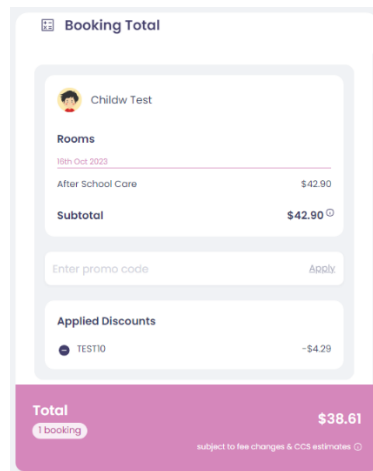 Booking Total
Childw Test
Rooms
16th Oct 2023
After School Care $42.90
Subtotal $42.90
Enter promo code Apply
Applied Discounts
TEST10 -$4.29
Total
1 booking
$38.61
subject to fee changes & CCS estimates